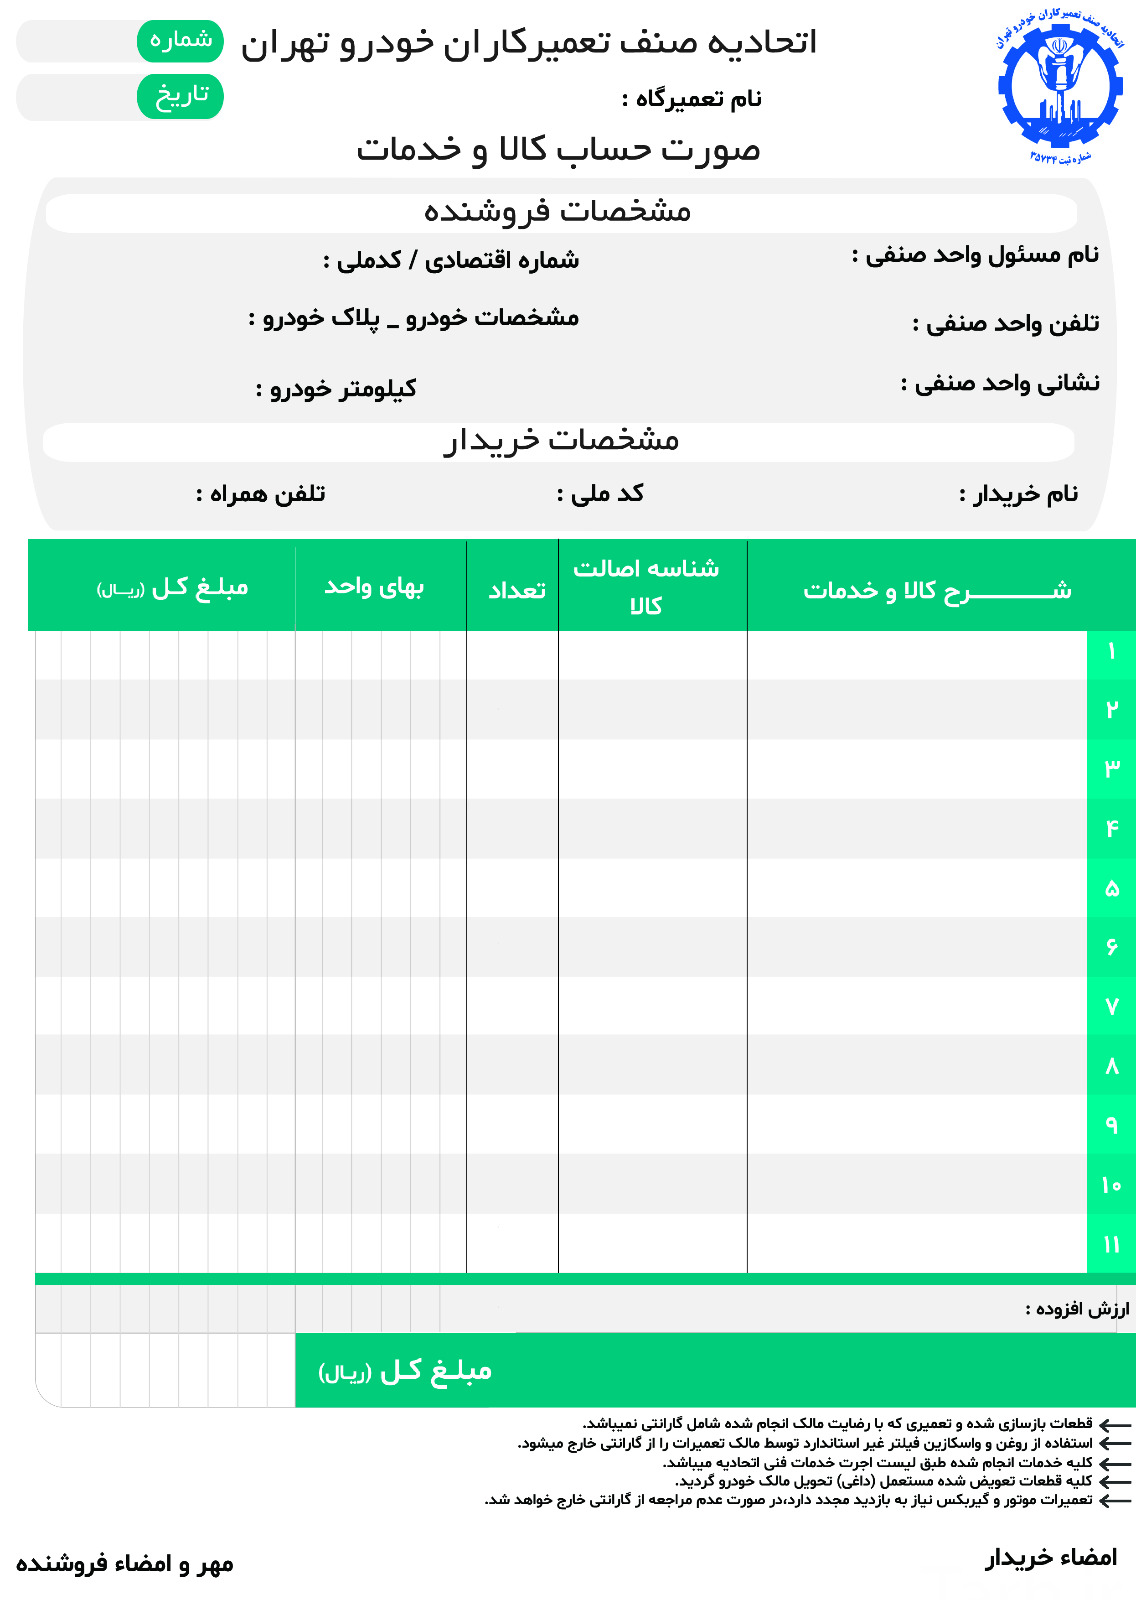 اتحادیه صنف تعمیرکاران خودرو تهران
شماره ثبت ۳۵۷۳۴
اتحادیه صنف تعمیرکاران خودرو تهران
شماره
تاریخ
نام تعمیرگاه :
صورت حساب کالا و خدمات
مشخصات فروشنده
نام مسئول واحد صنفی :
شماره اقتصادی / کدملی :
تلفن واحد صنفی :
مشخصات خودرو _ پلاک خودرو :
نشانی واحد صنفی :
کیلومتر خودرو :
مشخصات خریدار
نام خریدار :
کد ملی :
تلفن همراه :
شـــــــرح کالا و خدمات
شناسه اصالت
کالا
تعداد
بهای واحد
مبلـغ کـل (ریـال)
۱
۲
۳
۴
۵
۶
۷
۸
۹
۱۰
۱۱
ارزش افزوده :
مبلـغ کـل (ریـال)
قطعات بازسازی شده و تعمیری که با رضایت مالک انجام شده شامل گارانتی نمیباشد.
استفاده از روغن و واسکازین فیلتر غیر استاندارد توسط مالک تعمیرات را از گارانتی خارج میشود.
کلیه خدمات انجام شده طبق لیست اجرت خدمات فنی اتحادیه میباشد.
کلیه قطعات تعویض شده مستعمل (داغی) تحویل مالک خودرو گردید.
تعمیرات موتور و گیربکس نیاز به بازدید مجدد دارد،در صورت عدم مراجعه از گارانتی خارج خواهد شد.
امضاء خریدار
مهر و امضاء فروشنده